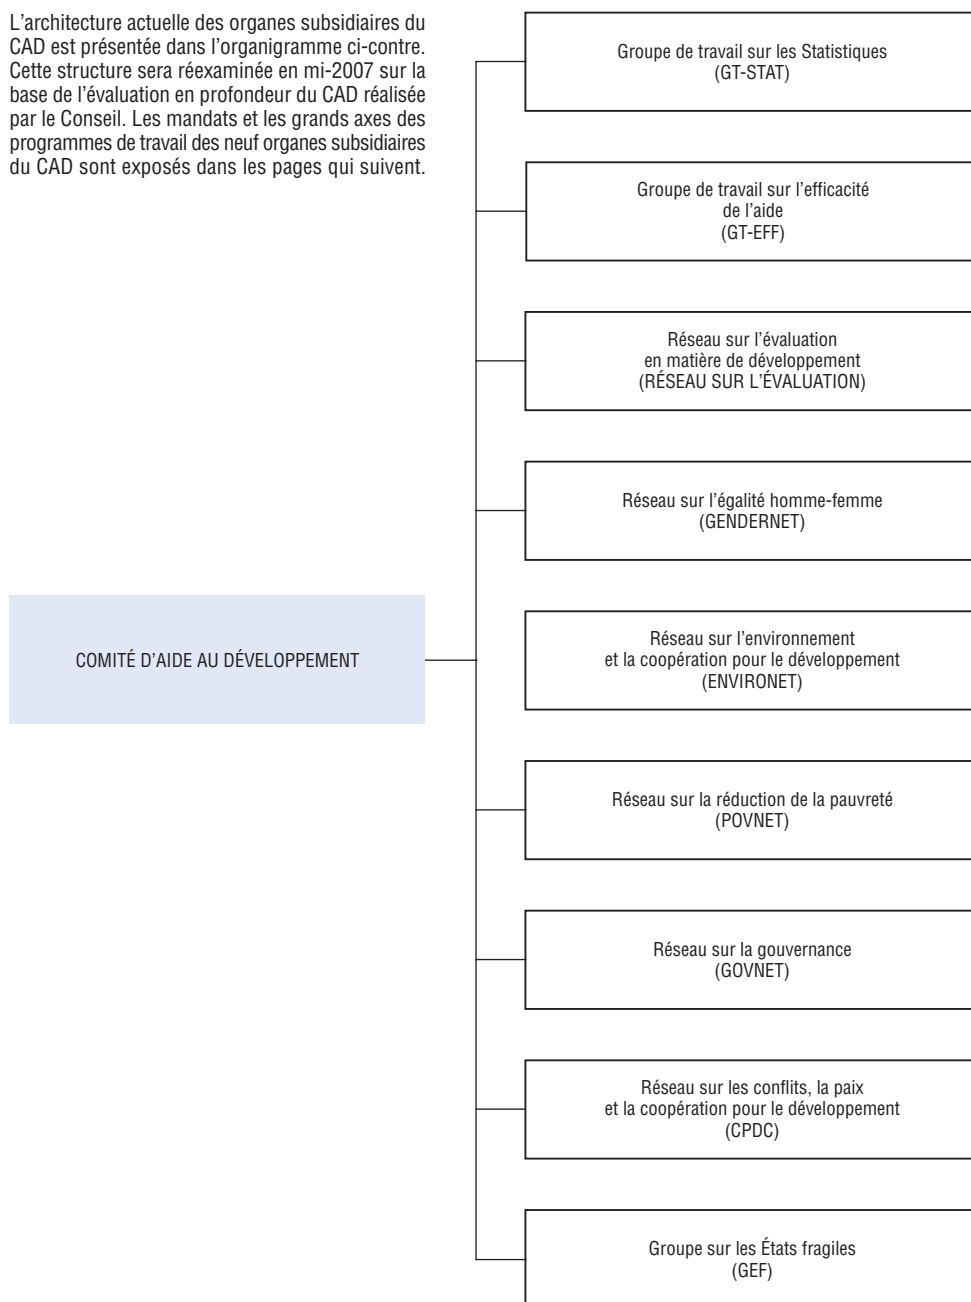 L'architecture actuelle des organes subsidiaires du
CAD est présentée dans l'organigramme ci-contre.
Cette structure sera réexaminée en mi-2007 sur la
base de l'évaluation en profondeur du CAD réalisée
par le Conseil. Les mandats et les grands axes des
programmes de travail des neuf organes subsidiaires
du CAD sont exposés dans les pages qui suivent.
COMITÉ D'AIDE AU DÉVELOPPEMENT
Groupe de travail sur les Statistiques
(GT-STAT)
Groupe de travail sur l'efficacité
de l'aide
(GT-EFF)
Réseau sur l'évaluation
en matière de développement
(RÉSEAU SUR L'ÉVALUATION)
Réseau sur l'égalité homme-femme
(GENDERNET)
Réseau sur l'environnement
et la coopération pour le développement
(ENVIRONET)
Réseau sur la réduction de la pauvreté
(POVNET)
Réseau sur la gouvernance
(GOVNET)
Réseau sur les conflits, la paix
et la coopération pour le développement
(CPDC)
Groupe sur les États fragiles
(GEF)